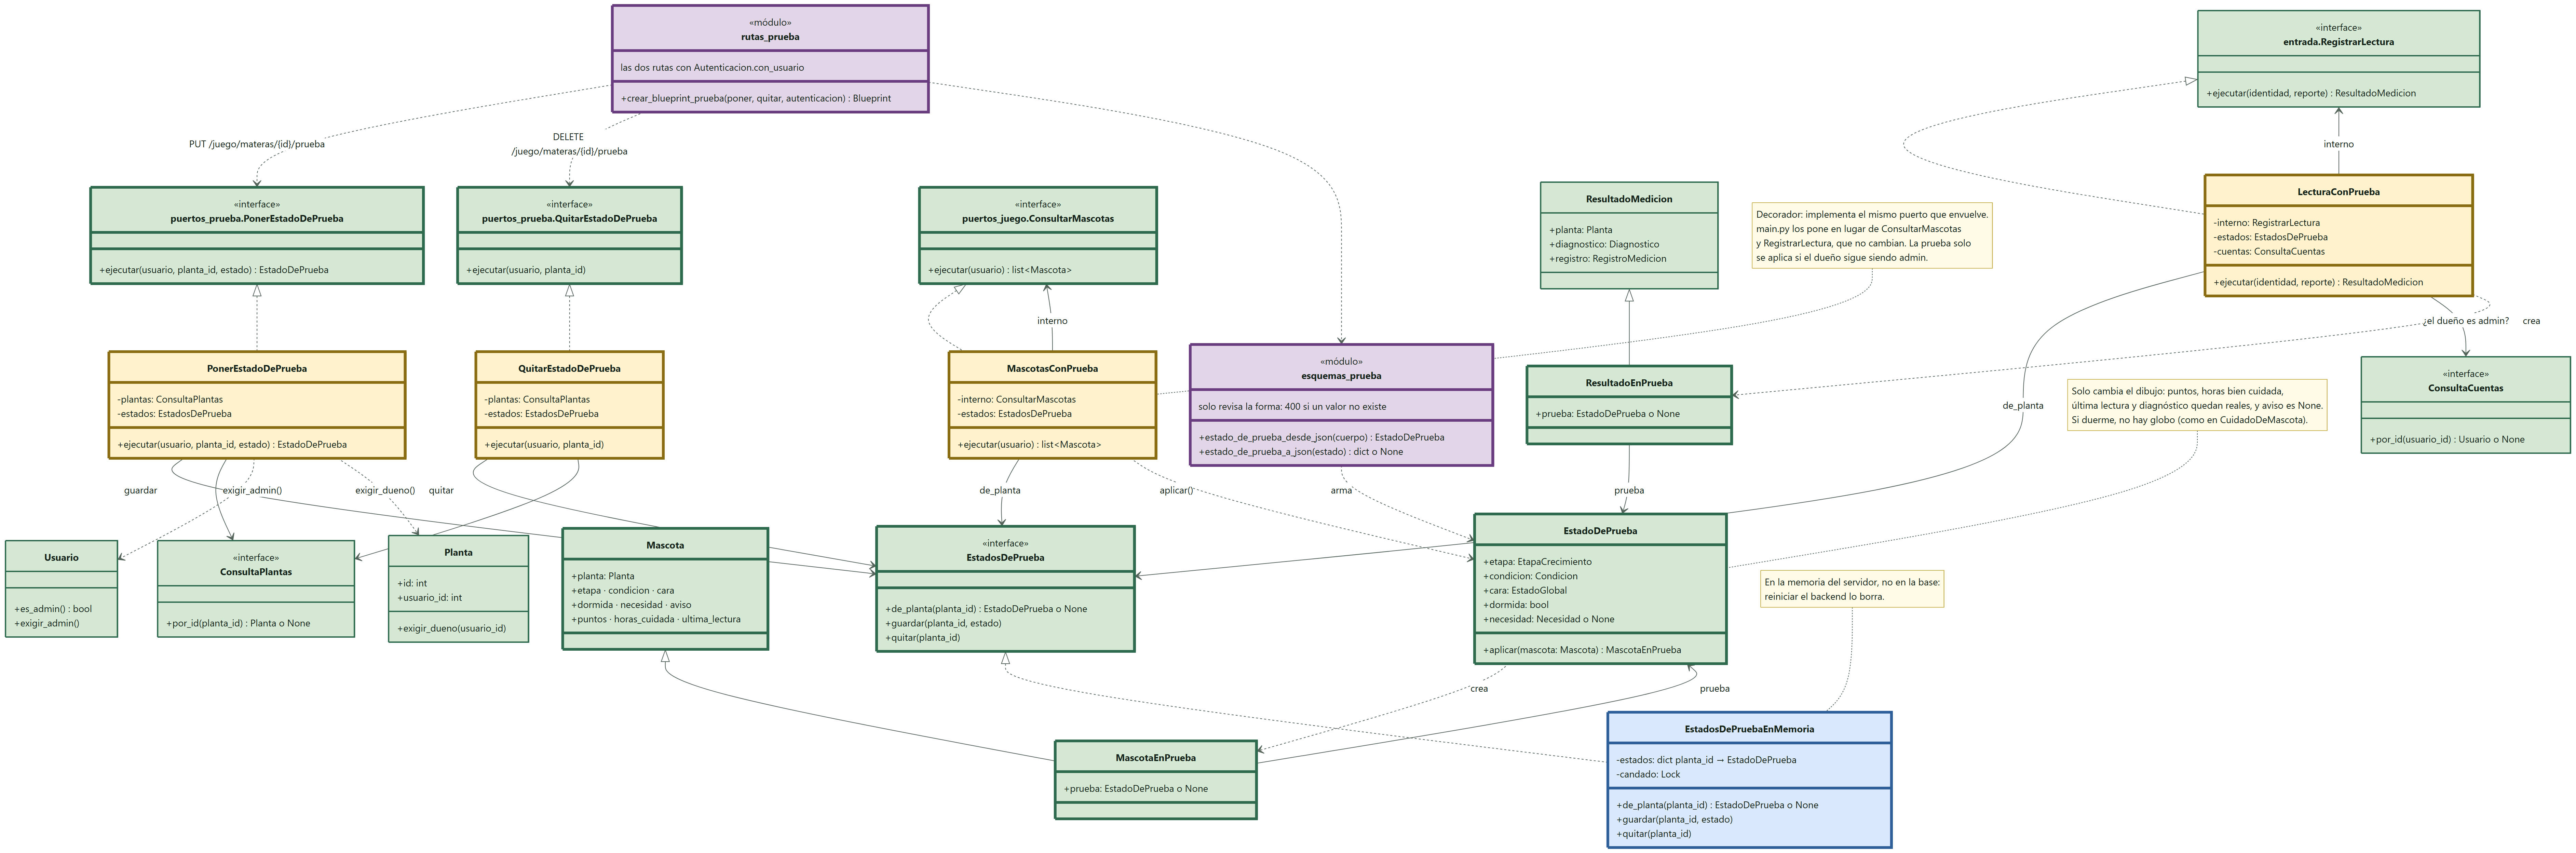 «módulo»
rutas_prueba
las dos rutas con Autenticacion.con_usuario
+crear_blueprint_prueba(poner, quitar, autenticacion) : Blueprint
«interface»
entrada.RegistrarLectura
+ejecutar(identidad, reporte) : ResultadoMedicion
PUT /juego/materas/{id}/prueba
DELETE
/juego/materas/{id}/prueba
interno
«interface»
puertos_prueba.PonerEstadoDePrueba
+ejecutar(usuario, planta_id, estado) : EstadoDePrueba
«interface»
puertos_prueba.QuitarEstadoDePrueba
+ejecutar(usuario, planta_id)
«interface»
puertos_juego.ConsultarMascotas
+ejecutar(usuario) : list<Mascota>
ResultadoMedicion
+planta: Planta
+diagnostico: Diagnostico
+registro: RegistroMedicion
Decorador: implementa el mismo puerto que envuelve.
main.py los pone en lugar de ConsultarMascotas
y RegistrarLectura, que no cambian. La prueba solo
se aplica si el dueño sigue siendo admin.
LecturaConPrueba
-interno: RegistrarLectura
-estados: EstadosDePrueba
-cuentas: ConsultaCuentas
+ejecutar(identidad, reporte) : ResultadoMedicion
interno
¿el dueño es admin?
crea
PonerEstadoDePrueba
-plantas: ConsultaPlantas
-estados: EstadosDePrueba
+ejecutar(usuario, planta_id, estado) : EstadoDePrueba
QuitarEstadoDePrueba
-plantas: ConsultaPlantas
-estados: EstadosDePrueba
+ejecutar(usuario, planta_id)
MascotasConPrueba
-interno: ConsultarMascotas
-estados: EstadosDePrueba
+ejecutar(usuario) : list<Mascota>
«módulo»
esquemas_prueba
solo revisa la forma: 400 si un valor no existe
+estado_de_prueba_desde_json(cuerpo) : EstadoDePrueba
+estado_de_prueba_a_json(estado) : dict o None
ResultadoEnPrueba
+prueba: EstadoDePrueba o None
de_planta
Solo cambia el dibujo: puntos, horas bien cuidada,
última lectura y diagnóstico quedan reales, y aviso es None.
Si duerme, no hay globo (como en CuidadoDeMascota).
«interface»
ConsultaCuentas
+por_id(usuario_id) : Usuario o None
guardar
exigir_admin()
exigir_dueno()
quitar
de_planta
aplicar()
arma
prueba
Usuario
+es_admin() : bool
+exigir_admin()
«interface»
ConsultaPlantas
+por_id(planta_id) : Planta o None
Planta
+id: int
+usuario_id: int
+exigir_dueno(usuario_id)
Mascota
+planta: Planta
+etapa · condicion · cara
+dormida · necesidad · aviso
+puntos · horas_cuidada · ultima_lectura
«interface»
EstadosDePrueba
+de_planta(planta_id) : EstadoDePrueba o None
+guardar(planta_id, estado)
+quitar(planta_id)
EstadoDePrueba
+etapa: EtapaCrecimiento
+condicion: Condicion
+cara: EstadoGlobal
+dormida: bool
+necesidad: Necesidad o None
+aplicar(mascota: Mascota) : MascotaEnPrueba
En la memoria del servidor, no en la base:
reiniciar el backend lo borra.
crea
prueba
MascotaEnPrueba
+prueba: EstadoDePrueba o None
EstadosDePruebaEnMemoria
-estados: dict planta_id → EstadoDePrueba
-candado: Lock
+de_planta(planta_id) : EstadoDePrueba o None
+guardar(planta_id, estado)
+quitar(planta_id)